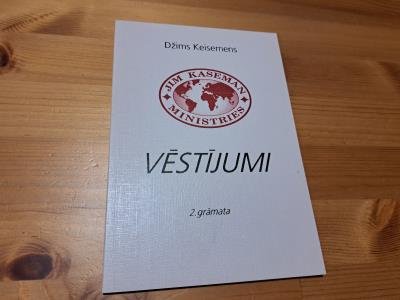 Džims Keisemens
JIM KASEMAN
MINISTRIES
VĒSTĪJUMI
2. grāmata